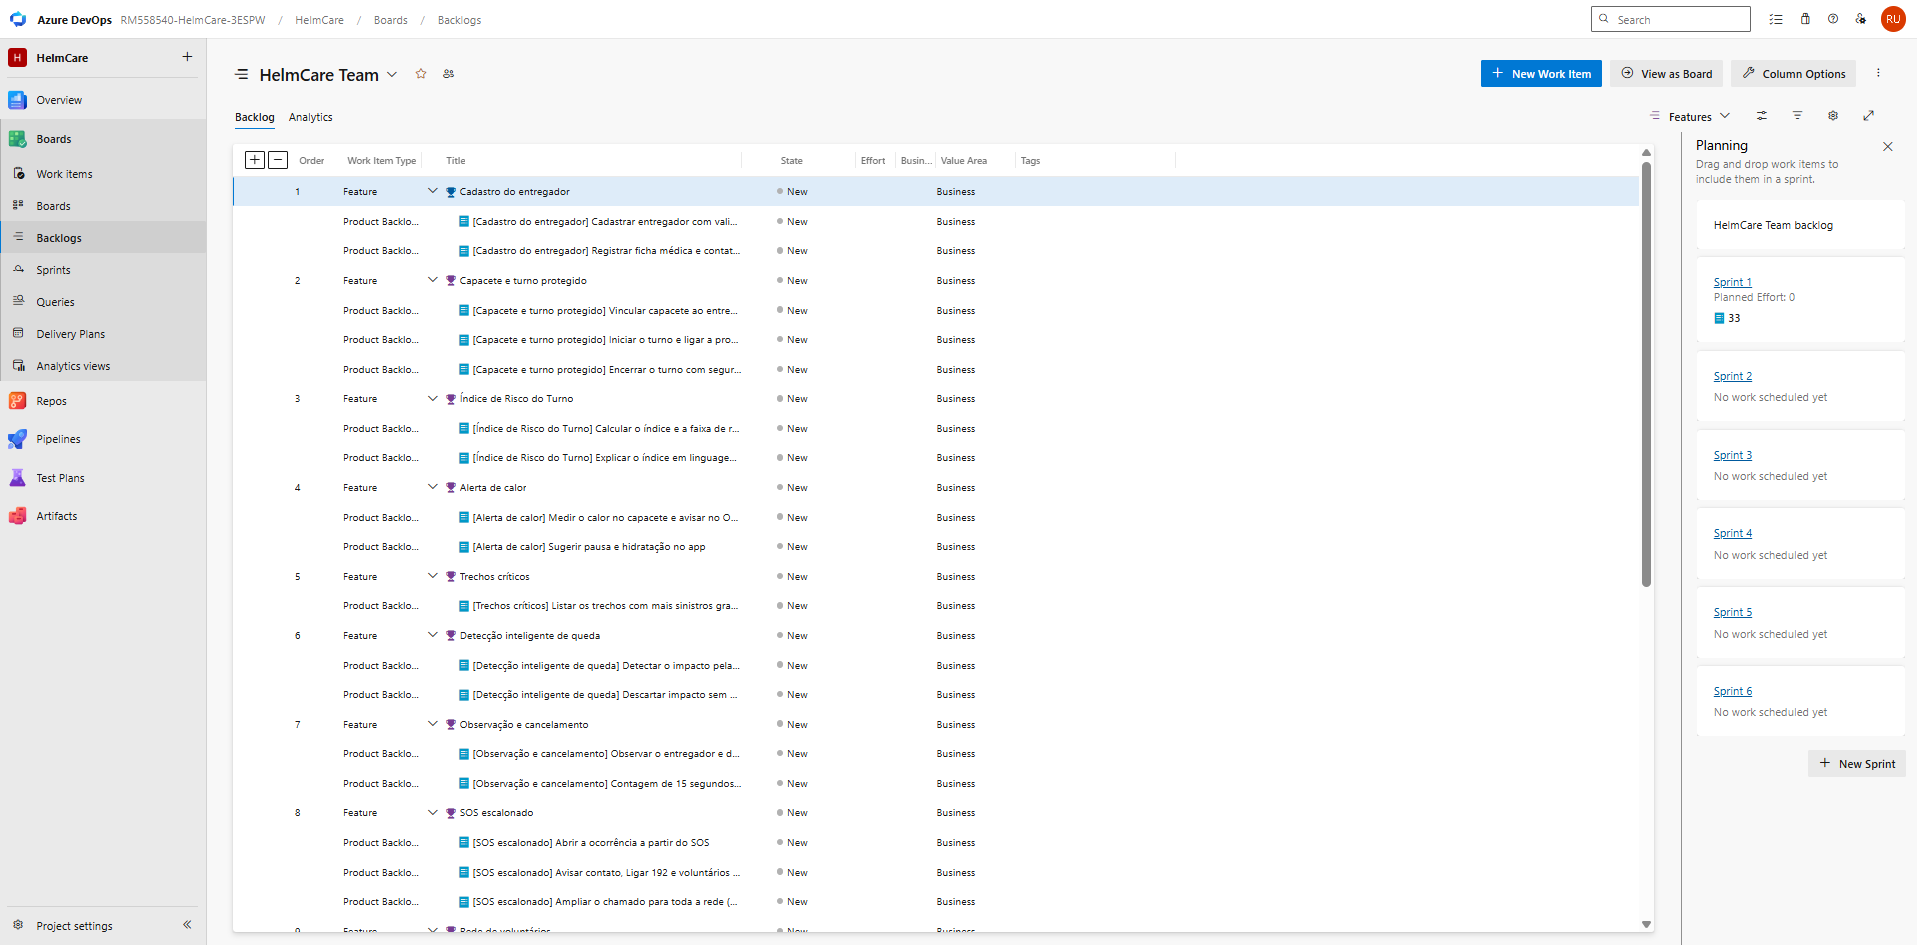 Azure DevOps RM558540-HelmCare-3ESPW / HelmCare / Boards / Backlogs
Search
RU
H HelmCare
Overview
Boards
Work items
Boards
Backlogs
Sprints
Queries
Delivery Plans
Analytics views
Repos
Pipelines
Test Plans
Artifacts
Project settings
HelmCare Team
New Work Item
View as Board
Column Options
Backlog Analytics
Features
Order Work Item Type Title State Effort Busin... Value Area Tags
1 Feature Cadastro do entregador New Business
Product Backlo... [Cadastro do entregador] Cadastrar entregador com vali... New Business
Product Backlo... [Cadastro do entregador] Registrar ficha médica e contat... New Business
2 Feature Capacete e turno protegido New Business
Product Backlo... [Capacete e turno protegido] Vincular capacete ao entre... New Business
Product Backlo... [Capacete e turno protegido] Iniciar o turno e ligar a pro... New Business
Product Backlo... [Capacete e turno protegido] Encerrar o turno com segur... New Business
3 Feature Índice de Risco do Turno New Business
Product Backlo... [Índice de Risco do Turno] Calcular o índice e a faixa de r... New Business
Product Backlo... [Índice de Risco do Turno] Explicar o índice em linguage... New Business
4 Feature Alerta de calor New Business
Product Backlo... [Alerta de calor] Medir o calor no capacete e avisar no O... New Business
Product Backlo... [Alerta de calor] Sugerir pausa e hidratação no app New Business
5 Feature Trechos críticos New Business
Product Backlo... [Trechos críticos] Listar os trechos com mais sinistros gra... New Business
6 Feature Detecção inteligente de queda New Business
Product Backlo... [Detecção inteligente de queda] Detectar o impacto pela... New Business
Product Backlo... [Detecção inteligente de queda] Descartar impacto sem ... New Business
7 Feature Observação e cancelamento New Business
Product Backlo... [Observação e cancelamento] Observar o entregador e d... New Business
Product Backlo... [Observação e cancelamento] Contagem de 15 segundos... New Business
8 Feature SOS escalonado New Business
Product Backlo... [SOS escalonado] Abrir a ocorrência a partir do SOS New Business
Product Backlo... [SOS escalonado] Avisar contato, Ligar 192 e voluntários ... New Business
Product Backlo... [SOS escalonado] Ampliar o chamado para toda a rede (... New Business
9 Feature Rede de voluntários New Business
Planning
Drag and drop work items to
include them in a sprint.
HelmCare Team backlog
Sprint 1
Planned Effort: 0
33
Sprint 2
No work scheduled yet
Sprint 3
No work scheduled yet
Sprint 4
No work scheduled yet
Sprint 5
No work scheduled yet
Sprint 6
No work scheduled yet
New Sprint